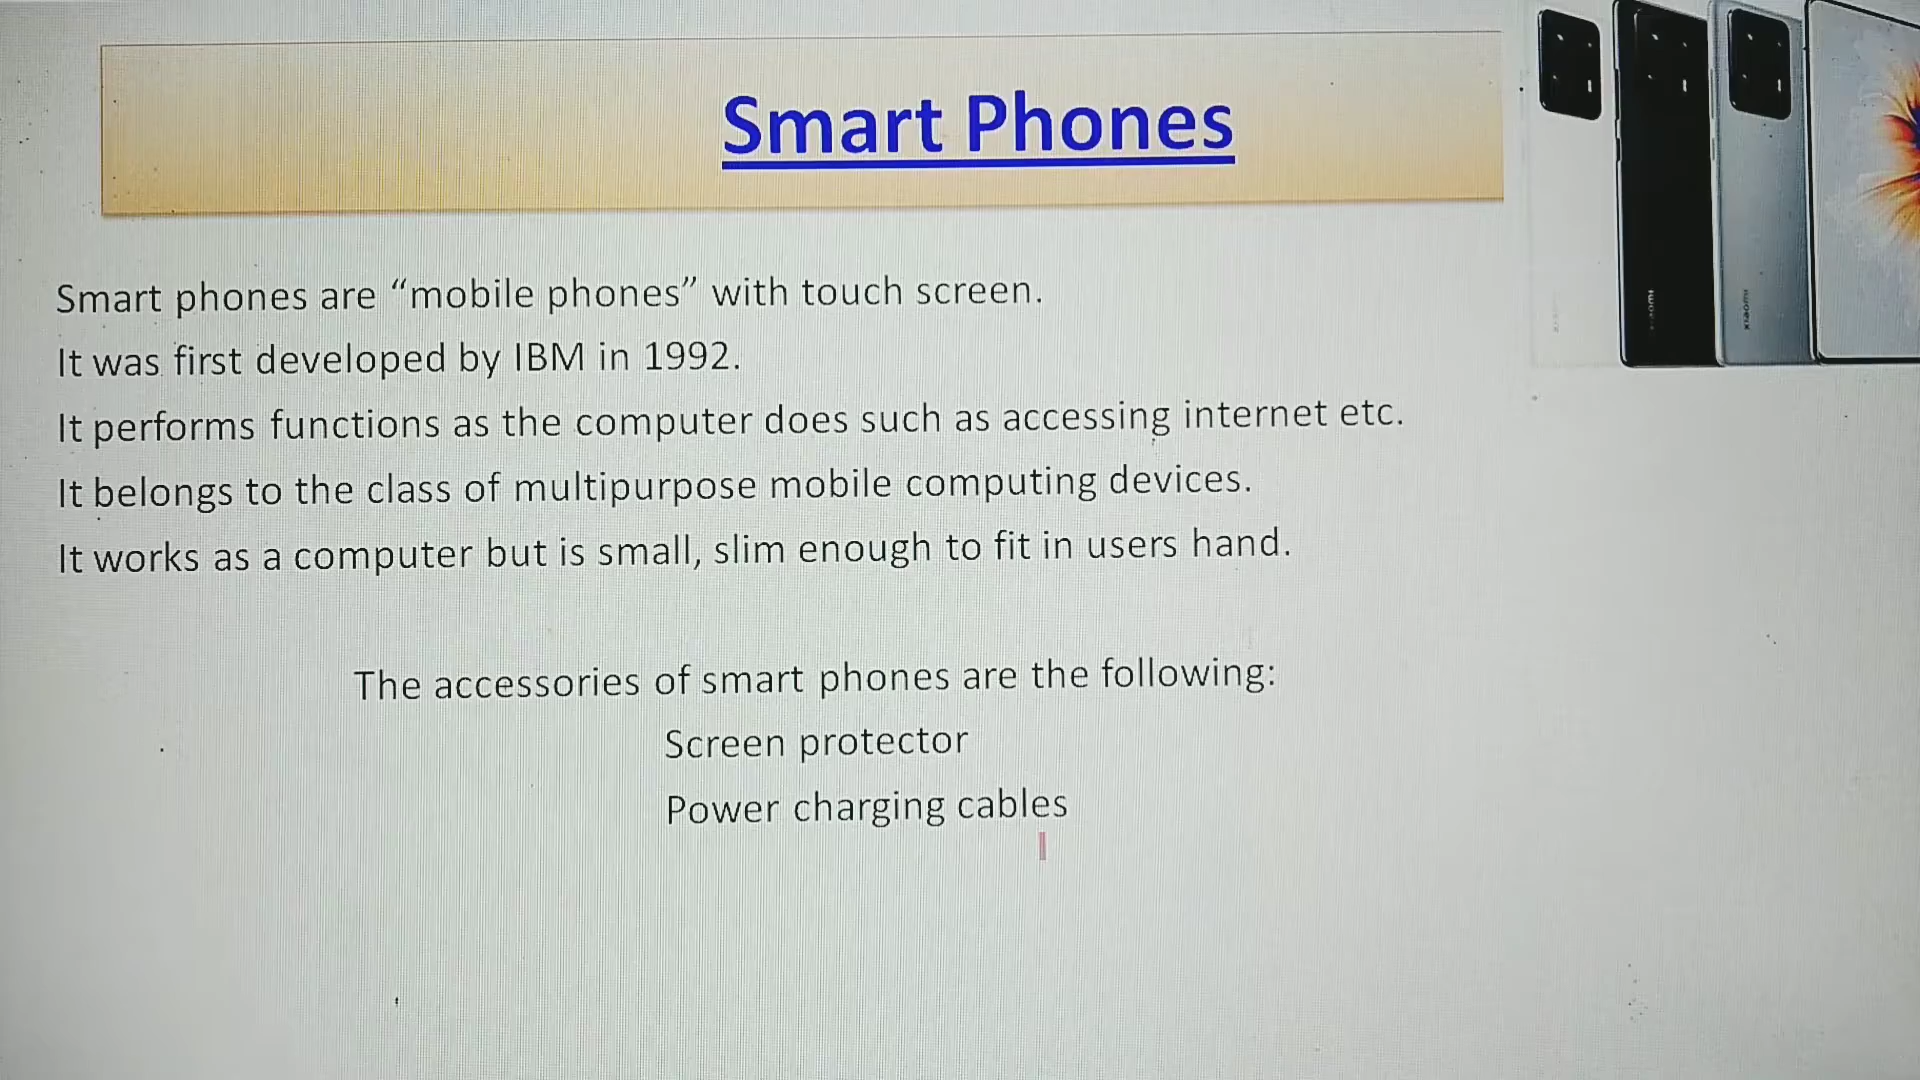 Smart Phones
Smart phones are “mobile phones” with touch screen.
It was first developed by IBM in 1992.
It performs functions as the computer does such as accessing internet etc.
It belongs to the class of multipurpose mobile computing devices.
It works as a computer but is small, slim enough to fit in users hand.
The accessories of smart phones are the following:
Screen protector
Power charging cables
xiaomi
xiaomi